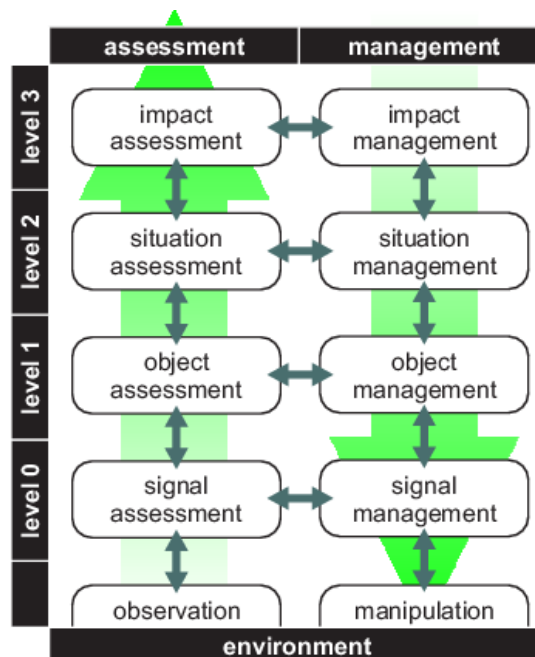 assessment management
level 3
impact
assessment
impact
management
level 2
situation
assessment
situation
management
level 1
object
assessment
object
management
level 0
signal
assessment
signal
management
observation
manipulation
environment